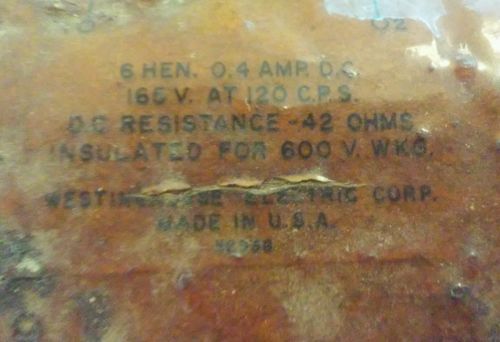 6 HEN. 0.4 AMP. D.C.
165 V. AT 120 C.P.S.
D.C RESISTANCE - 42 OHMS
INSULATED FOR 600 V. WKG.
WESTINGHOUSE ELECTRIC CORP.
MADE IN U.S.A.